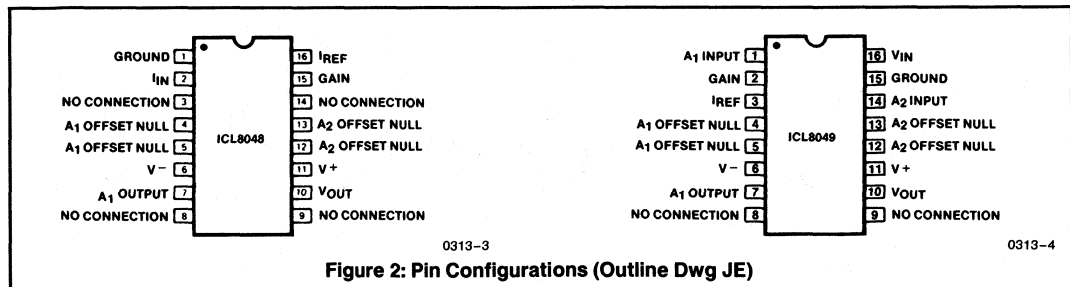 GROUND 1 16 IREF
IIN 2 15 GAIN
NO CONNECTION 3 14 NO CONNECTION
A1 OFFSET NULL 4 13 A2 OFFSET NULL
ICL8048
A1 OFFSET NULL 5 12 A2 OFFSET NULL
V− 6 11 V+
A1 OUTPUT 7 10 VOUT
NO CONNECTION 8 9 NO CONNECTION
0313-3
A1 INPUT 1 16 VIN
GAIN 2 15 GROUND
IREF 3 14 A2 INPUT
A1 OFFSET NULL 4 13 A2 OFFSET NULL
ICL8049
A1 OFFSET NULL 5 12 A2 OFFSET NULL
V− 6 11 V+
A1 OUTPUT 7 10 VOUT
NO CONNECTION 8 9 NO CONNECTION
0313-4
Figure 2: Pin Configurations (Outline Dwg JE)